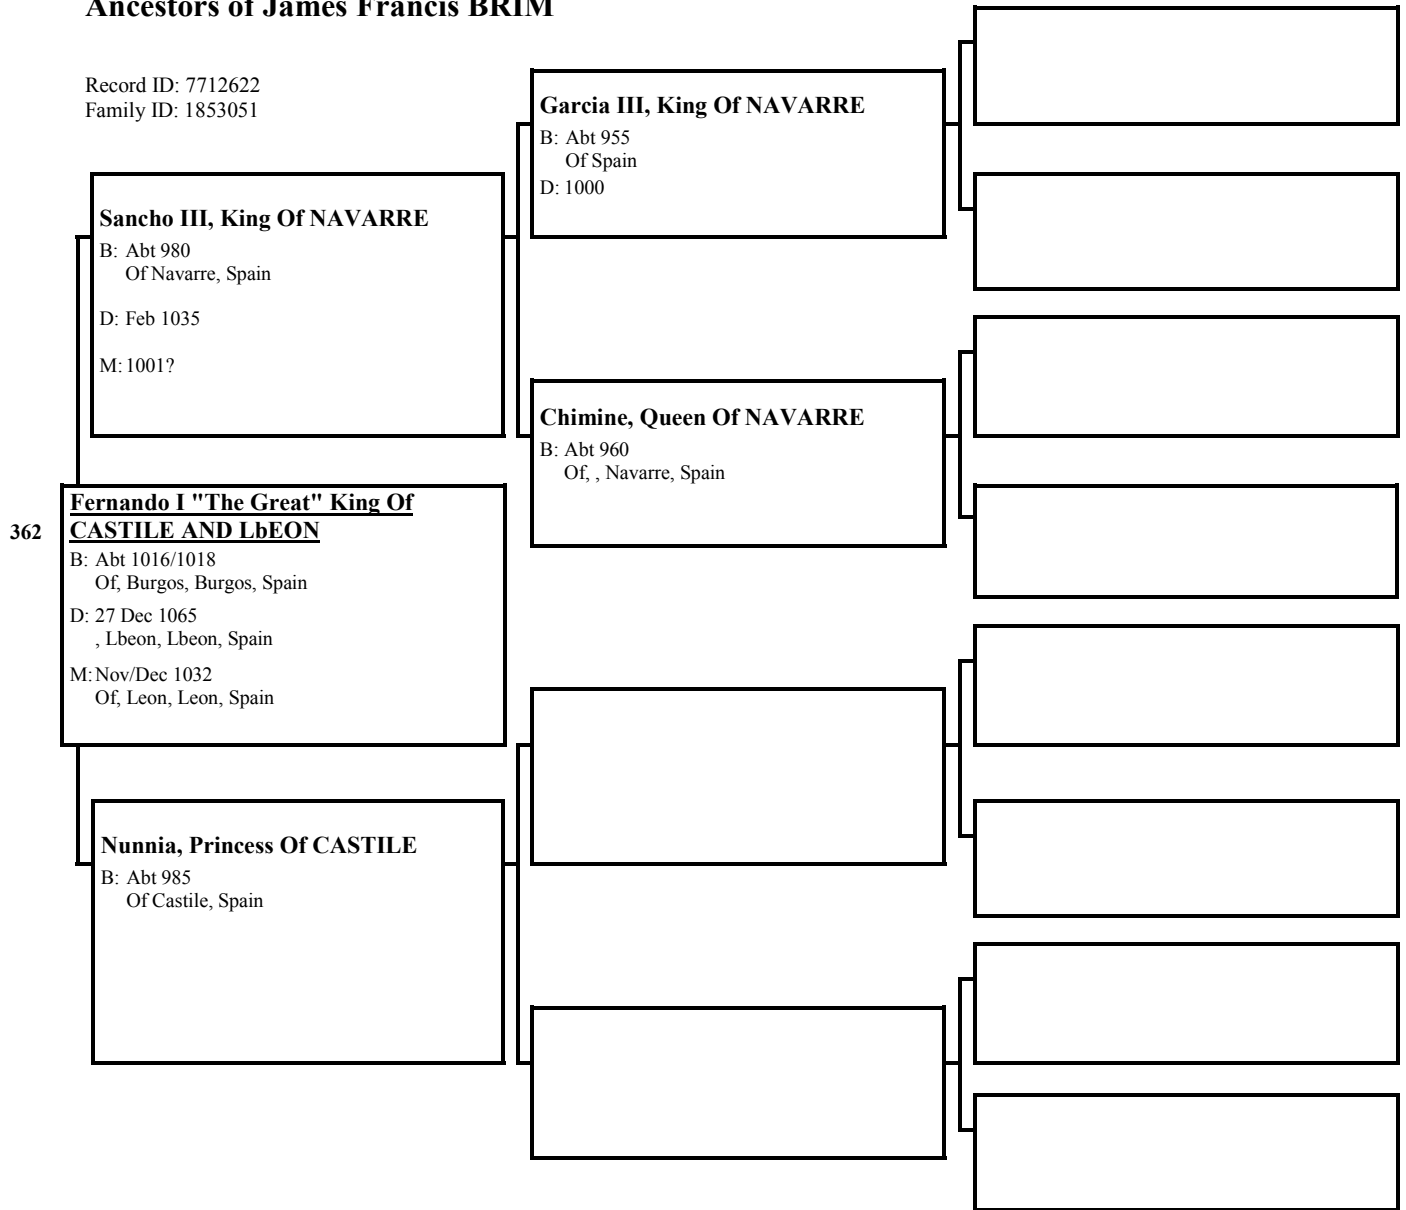 Ancestors of James Francis BRIM
Record ID: 7712622
Family ID: 1853051
Garcia III, King Of NAVARRE
B: Abt 955
Of Spain
D: 1000
Sancho III, King Of NAVARRE
B: Abt 980
Of Navarre, Spain
D: Feb 1035
M: 1001?
Chimine, Queen Of NAVARRE
B: Abt 960
Of, , Navarre, Spain
362
Fernando I "The Great" King Of
CASTILE AND LbEON
B: Abt 1016/1018
Of, Burgos, Burgos, Spain
D: 27 Dec 1065
, Lbeon, Lbeon, Spain
M: Nov/Dec 1032
Of, Leon, Leon, Spain
Nunnia, Princess Of CASTILE
B: Abt 985
Of Castile, Spain